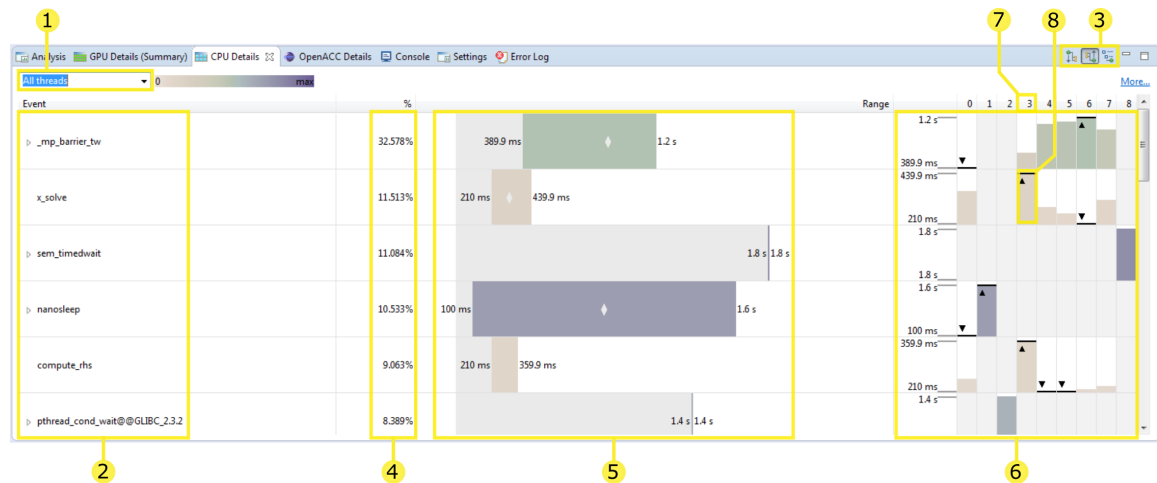 1 7 8 3
Analysis GPU Details (Summary) CPU Details OpenACC Details Console Settings Error Log
All threads 0 max
More...
Event % Range 0 1 2 3 4 5 6 7 8
_mp_barrier_tw 32.578% 389.9 ms 1.2 s 1.2 s 389.9 ms
x_solve 11.513% 210 ms 439.9 ms 439.9 ms 210 ms
sem_timedwait 11.084% 1.8 s 1.8 s 1.8 s 1.8 s
nanosleep 10.533% 100 ms 1.6 s 1.6 s 100 ms
compute_rhs 9.063% 210 ms 359.9 ms 359.9 ms 210 ms
pthread_cond_wait@@GLIBC_2.3.2 8.389% 1.4 s 1.4 s 1.4 s
2 4 5 6